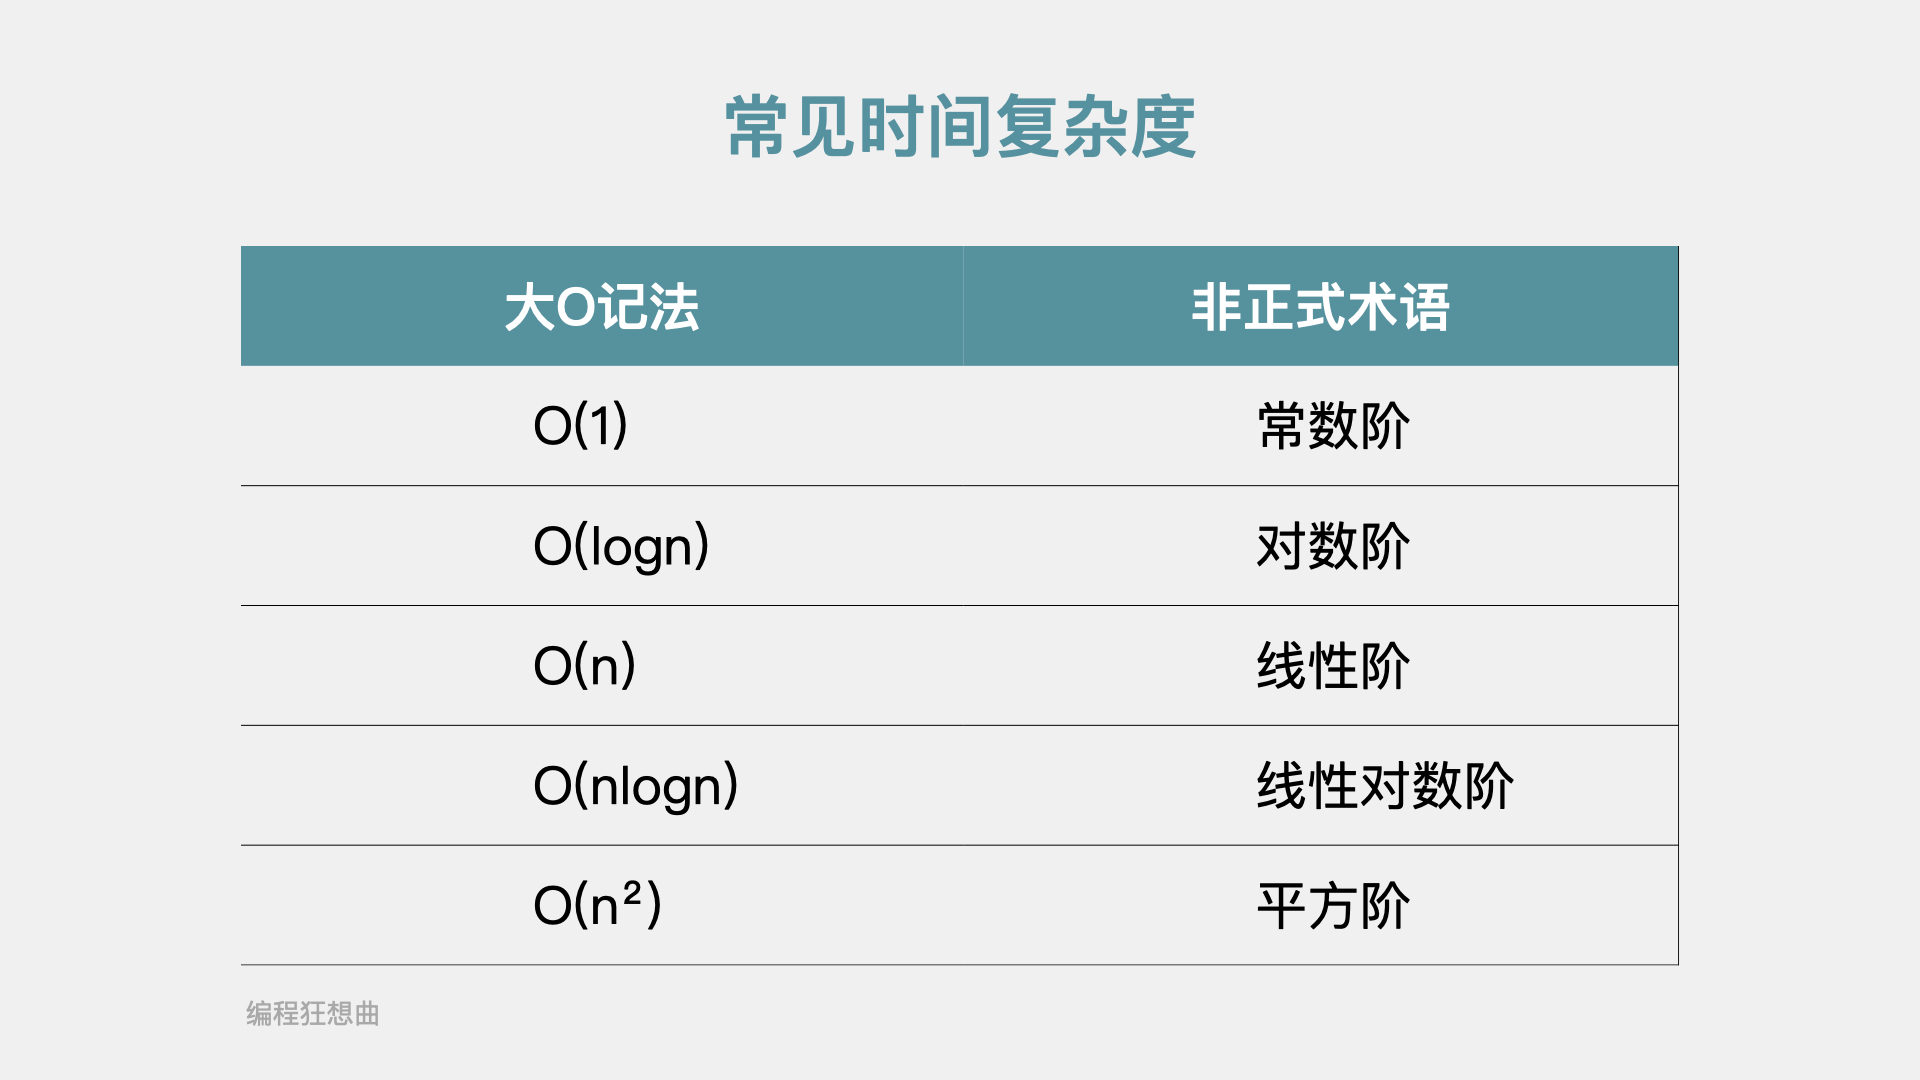 常见时间复杂度
大O记法 非正式术语
O(1) 常数阶
O(logn) 对数阶
O(n) 线性阶
O(nlogn) 线性对数阶
O(n²) 平方阶
编程狂想曲